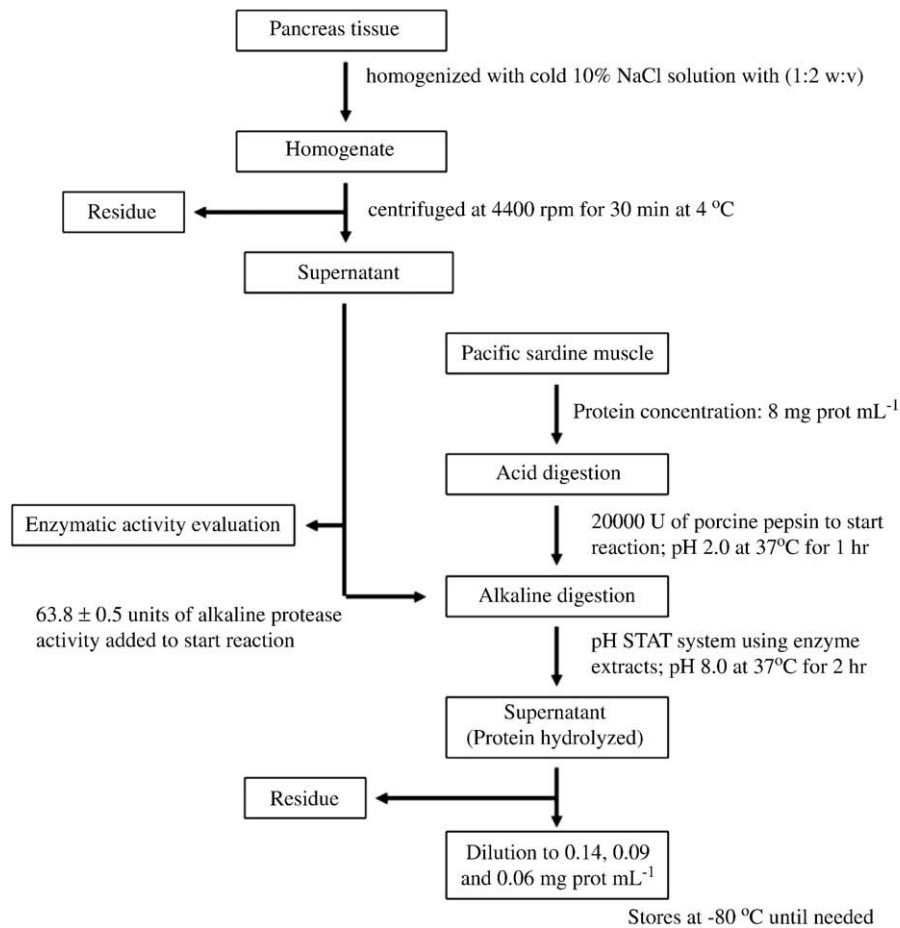 Pancreas tissue
homogenized with cold 10% NaCl solution with (1:2 w:v)
Homogenate
Residue
centrifuged at 4400 rpm for 30 min at 4 °C
Supernatant
Pacific sardine muscle
Protein concentration: 8 mg prot mL⁻¹
Acid digestion
Enzymatic activity evaluation
20000 U of porcine pepsin to start
reaction; pH 2.0 at 37°C for 1 hr
Alkaline digestion
63.8 ± 0.5 units of alkaline protease
activity added to start reaction
pH STAT system using enzyme
extracts; pH 8.0 at 37°C for 2 hr
Supernatant
(Protein hydrolyzed)
Residue
Dilution to 0.14, 0.09
and 0.06 mg prot mL⁻¹
Stores at -80 °C until needed